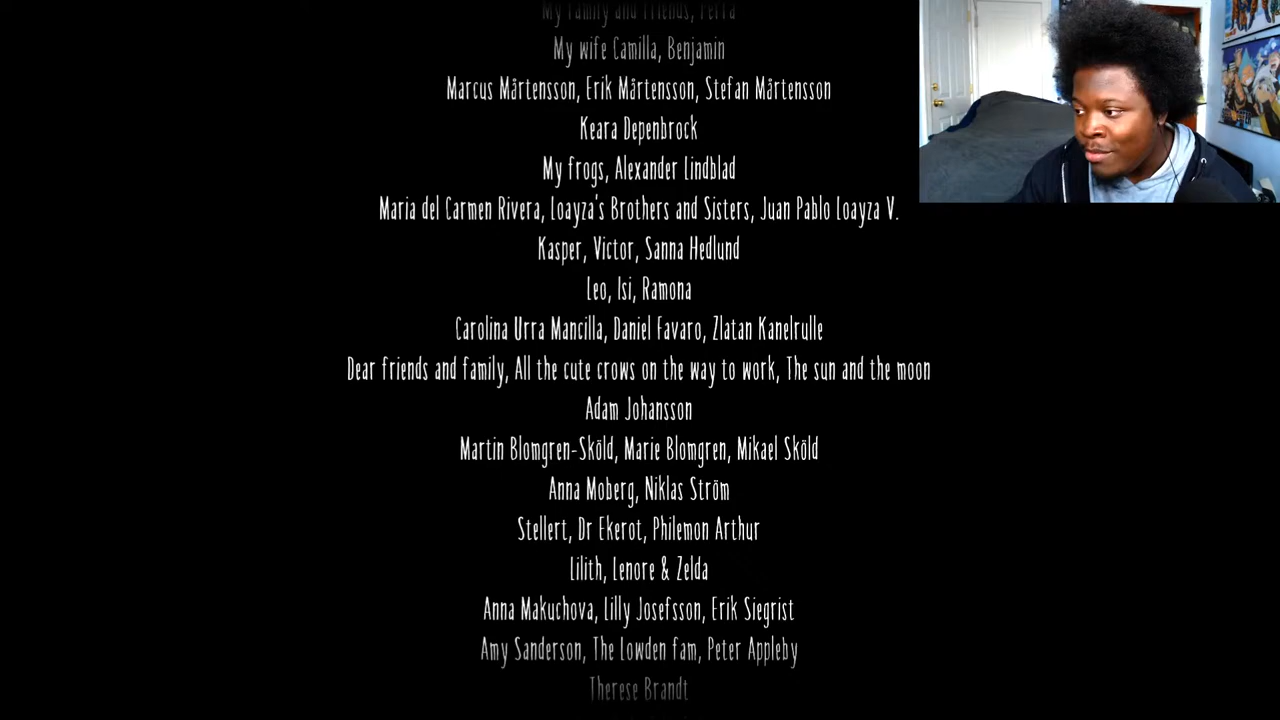 My family and friends, Perra
My wife Camilla, Benjamin
Marcus Mårtensson, Erik Mårtensson, Stefan Mårtensson
Keara Depenbrock
My frogs, Alexander Lindblad
Maria del Carmen Rivera, Loayza's Brothers and Sisters, Juan Pablo Loayza V.
Kasper, Victor, Sanna Hedlund
Leo, Isi, Ramona
Carolina Urra Mancilla, Daniel Favaro, Zlatan Kanelrulle
Dear friends and family, All the cute crows on the way to work, The sun and the moon
Adam Johansson
Martin Blomgren-Sköld, Marie Blomgren, Mikael Sköld
Anna Moberg, Niklas Ström
Stellert, Dr Ekerot, Philemon Arthur
Lilith, Lenore & Zelda
Anna Makuchova, Lilly Josefsson, Erik Siegrist
Amy Sanderson, The Lowden fam, Peter Appleby
Therese Brandt